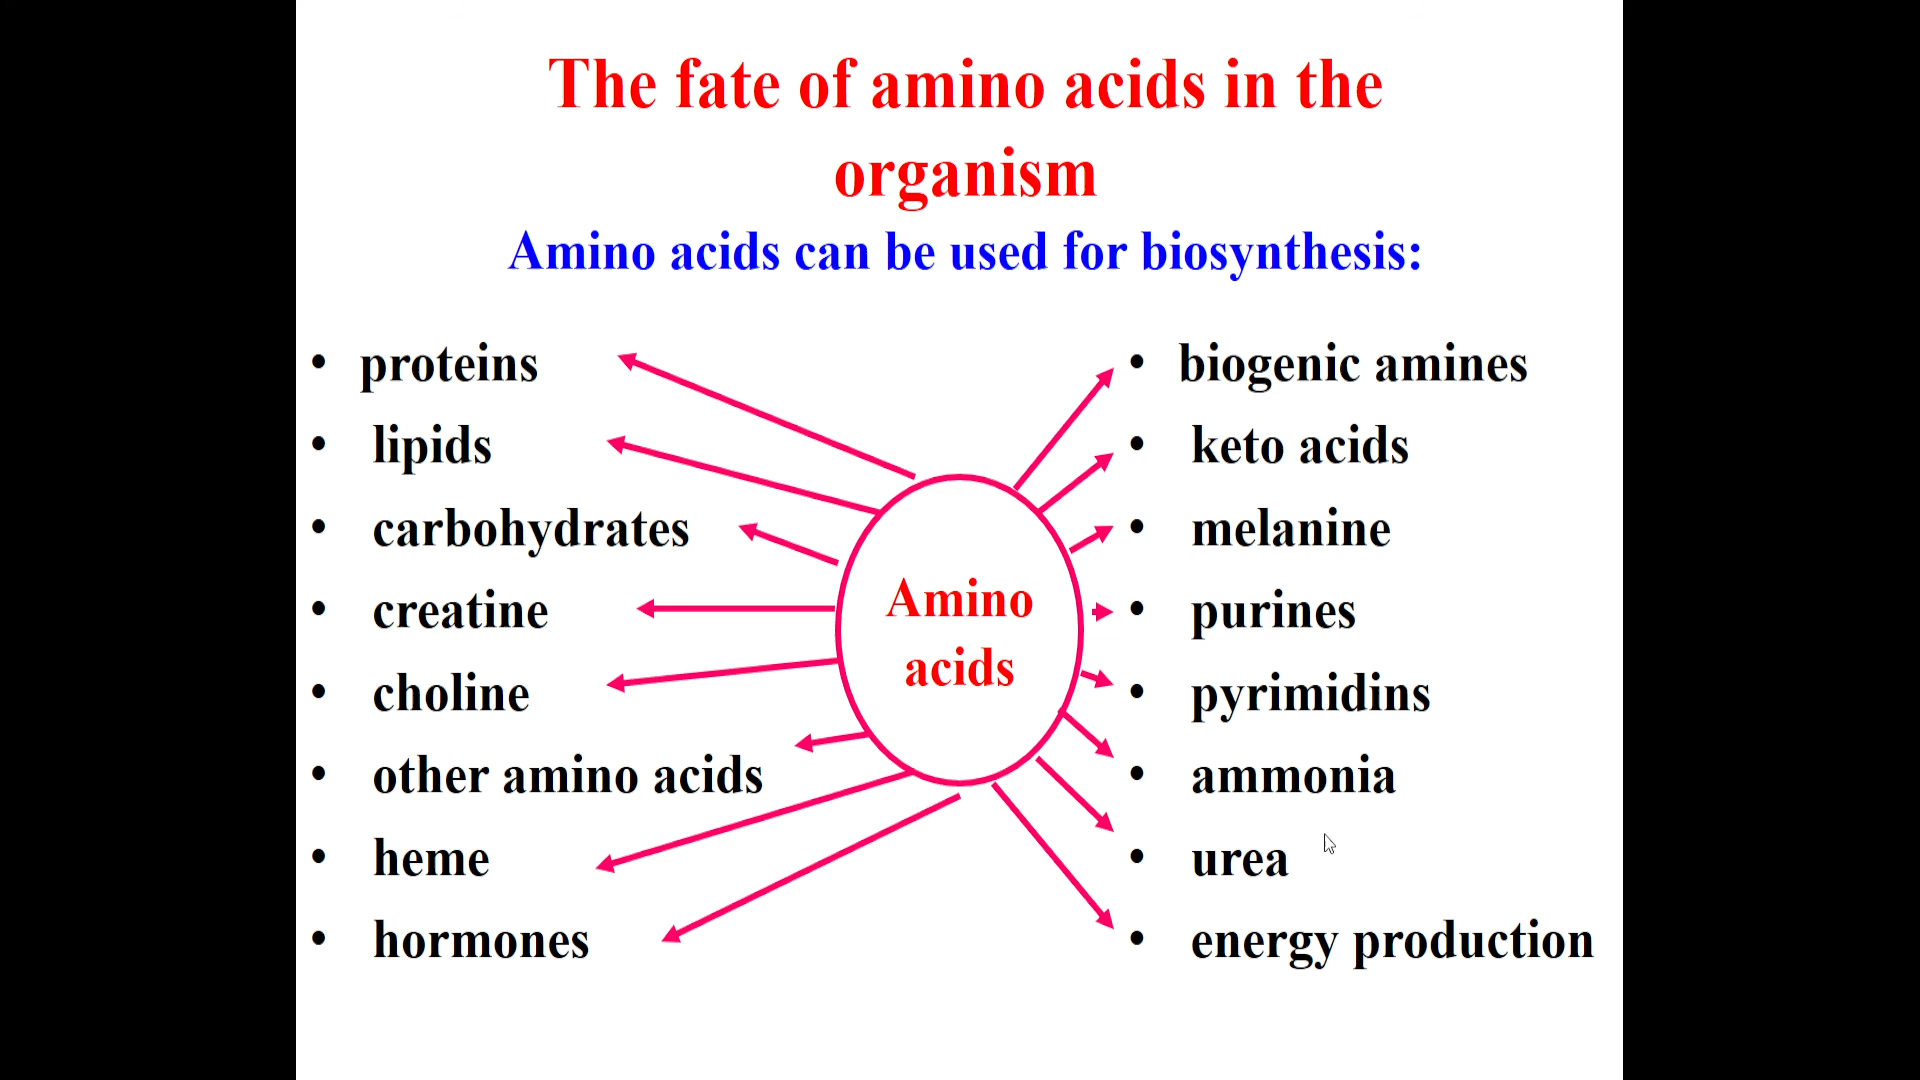 The fate of amino acids in the
organism
Amino acids can be used for biosynthesis:
• proteins
• lipids
• carbohydrates
• creatine
• choline
• other amino acids
• heme
• hormones
Amino
acids
• biogenic amines
• keto acids
• melanine
• purines
• pyrimidins
• ammonia
• urea
• energy production